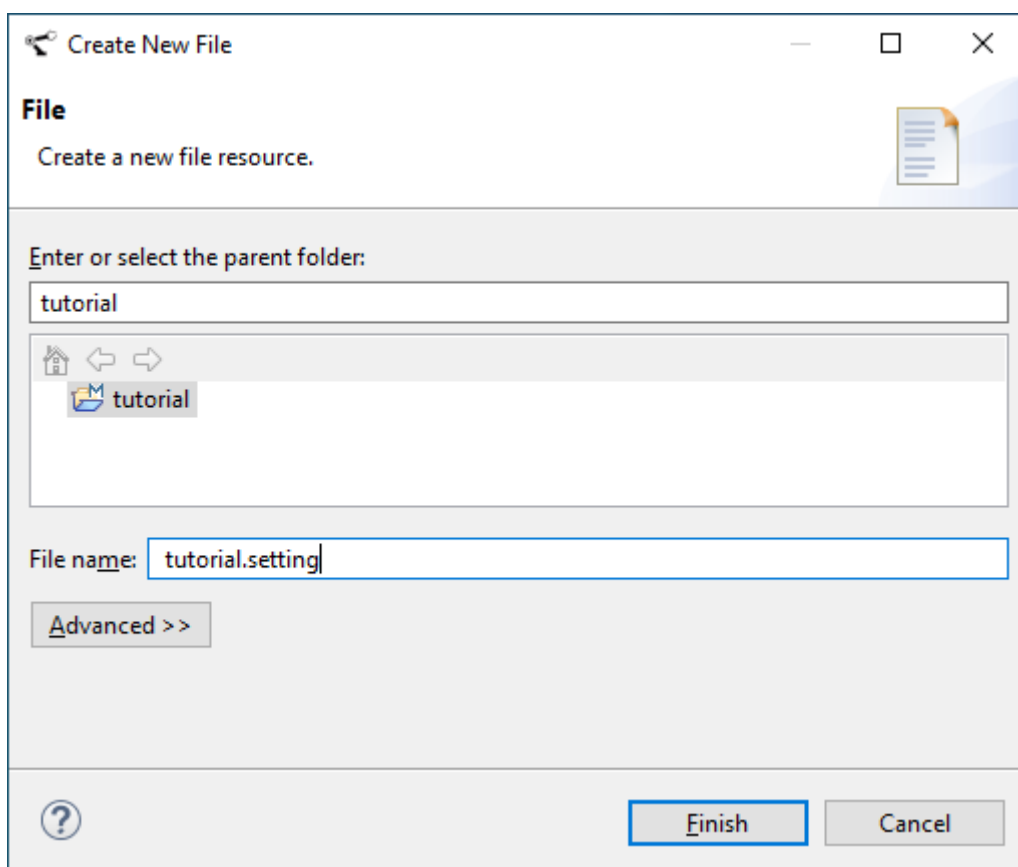 Create New File
File
Create a new file resource.
Enter or select the parent folder:
tutorial
tutorial
File name: tutorial.setting
Advanced >>
Finish Cancel